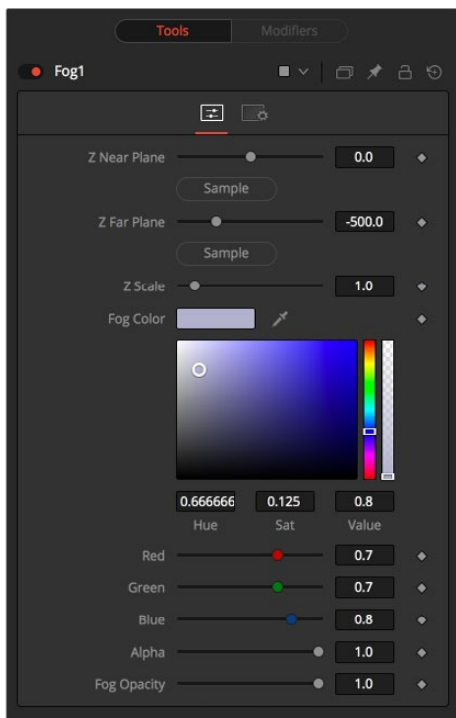 Tools Modifiers
Fog1
Z Near Plane 0.0
Sample
Z Far Plane -500.0
Sample
Z Scale 1.0
Fog Color
0.666666 0.125 0.8
Hue Sat Value
Red 0.7
Green 0.7
Blue 0.8
Alpha 1.0
Fog Opacity 1.0